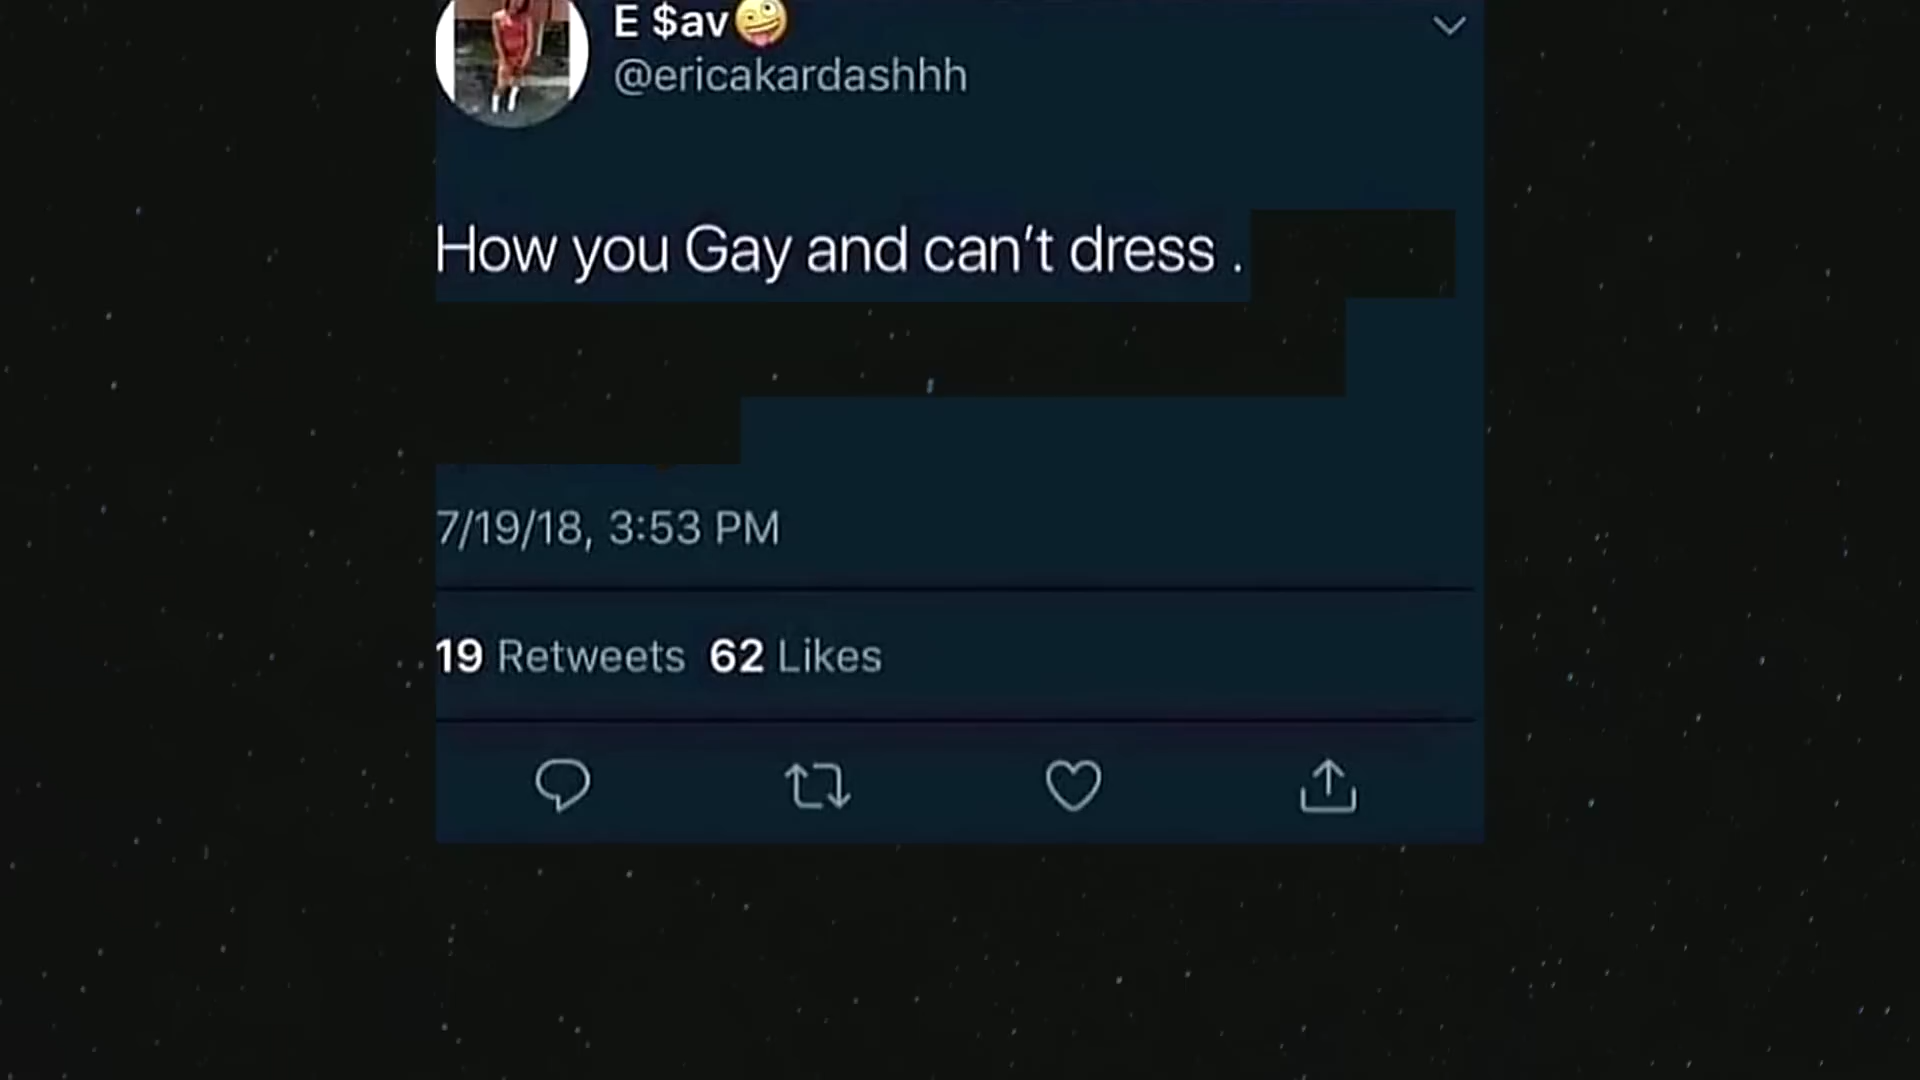 E $av🤪
@ericakardashhh
How you Gay and can't dress .
7/19/18, 3:53 PM
19 Retweets 62 Likes